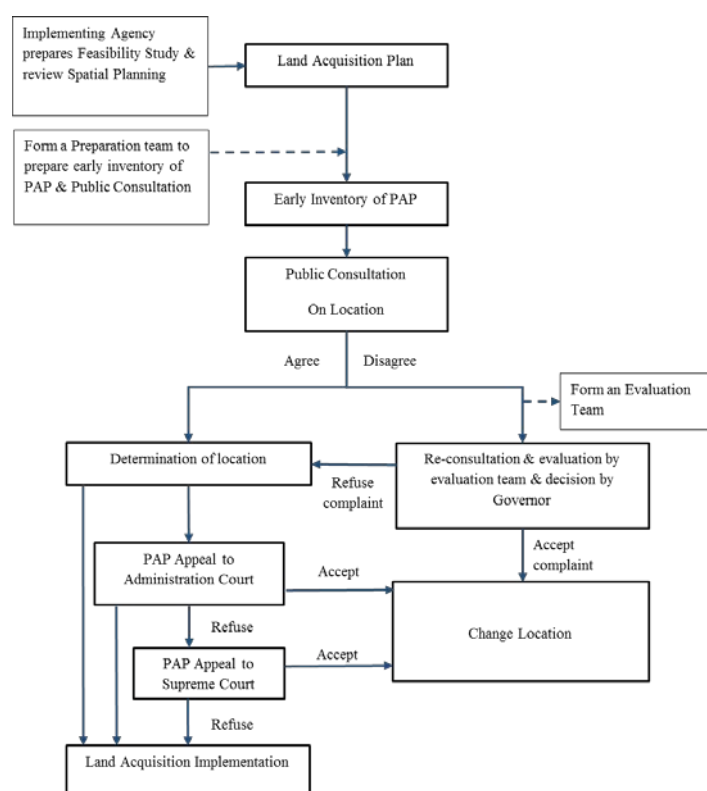 Implementing Agency
prepares Feasibility Study &
review Spatial Planning
Land Acquisition Plan
Form a Preparation team to
prepare early inventory of
PAP & Public Consultation
Early Inventory of PAP
Public Consultation
On Location
Agree
Disagree
Form an Evaluation
Team
Determination of location
Re-consultation & evaluation by
evaluation team & decision by
Governor
Refuse
complaint
Accept
complaint
PAP Appeal to
Administration Court
Accept
Change Location
Refuse
PAP Appeal to
Supreme Court
Accept
Refuse
Land Acquisition Implementation